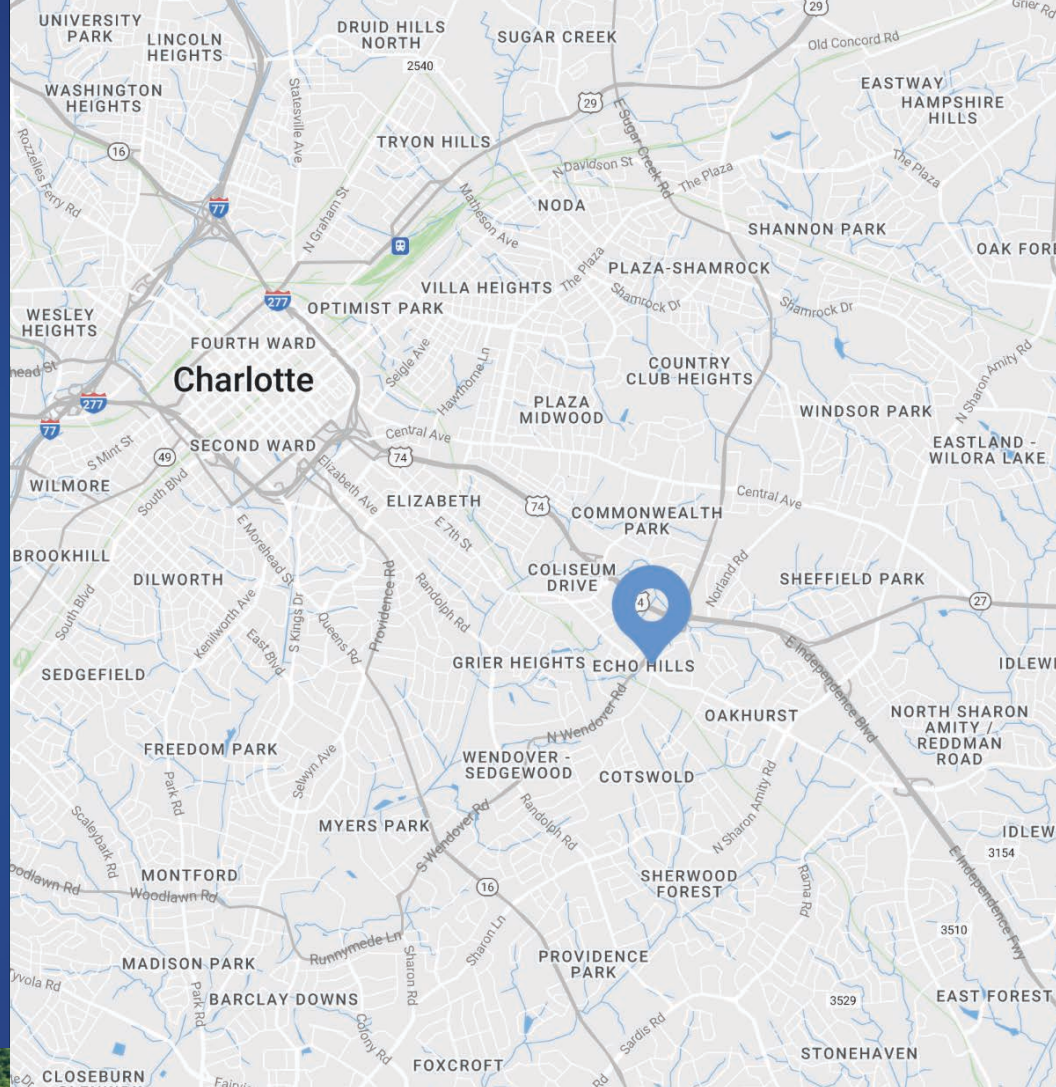 UNIVERSITY
PARK
LINCOLN
HEIGHTS
DRUID HILLS
NORTH
2540
SUGAR CREEK
29
Grier Rd
Old Concord Rd
WASHINGTON
HEIGHTS
Statesville Ave
EASTWAY
HAMPSHIRE
HILLS
29
E Sugar Creek Rd
16
Rozzelles Ferry Rd
TRYON HILLS
N Davidson St
The Plaza
The Plaza
77
N Graham St
Matheson Ave
NODA
SHANNON PARK
OAK FOR
PLAZA-SHAMROCK
The Plaza
Shamrock Dr
Shamrock Dr
VILLA HEIGHTS
277
OPTIMIST PARK
WESLEY
HEIGHTS
FOURTH WARD
head St
Charlotte
Seigle Ave
Hawthorne Ln
COUNTRY
CLUB HEIGHTS
N Sharon Amity Rd
277
77
PLAZA
MIDWOOD
WINDSOR PARK
S Mint St
49
SECOND WARD
Central Ave
74
EASTLAND -
WILORA LAKE
WILMORE
South Blvd
Elizabeth Ave
ELIZABETH
E 7th St
74
Central Ave
COMMONWEALTH
PARK
E Morehead St
BROOKHILL
DILWORTH
COLISEUM
DRIVE
Norland Rd
SHEFFIELD PARK
Providence Rd
Randolph Rd
4
27
South Blvd
Kenilworth Ave
East Blvd
S Kings Dr
Queens Rd
SEDGEFIELD
GRIER HEIGHTS
ECHO HILLS
E Independence Blvd
IDLEWI
N Wendover Rd
OAKHURST
NORTH SHARON
AMITY /
REDDMAN
ROAD
FREEDOM PARK
Selwyn Ave
WENDOVER -
SEDGEWOOD
COTSWOLD
Park Rd
Scaleybark Rd
MYERS PARK
S Wendover Rd
Randolph Rd
N Sharon Amity Rd
IDLEW
3154
MONTFORD
oodlawn Rd
Woodlawn Rd
16
SHERWOOD
FOREST
Rama Rd
E Independence Fwy
3510
Runnymede Ln
Sharon Ln
MADISON PARK
Sharon Rd
PROVIDENCE
PARK
yvola Rd
Park Rd
BARCLAY DOWNS
Colony Rd
3529
EAST FOREST
Sardis Rd
FOXCROFT
STONEHAVEN
CLOSEBURN
Rd